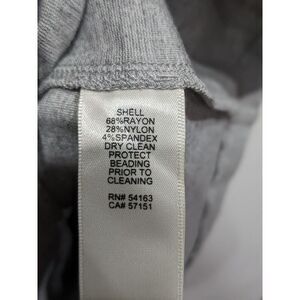 SHELL
68%RAYON
28%NYLON
4%SPANDEX
DRY CLEAN
PROTECT
BEADING
PRIOR TO
CLEANING
RN# 54163
CA# 57151